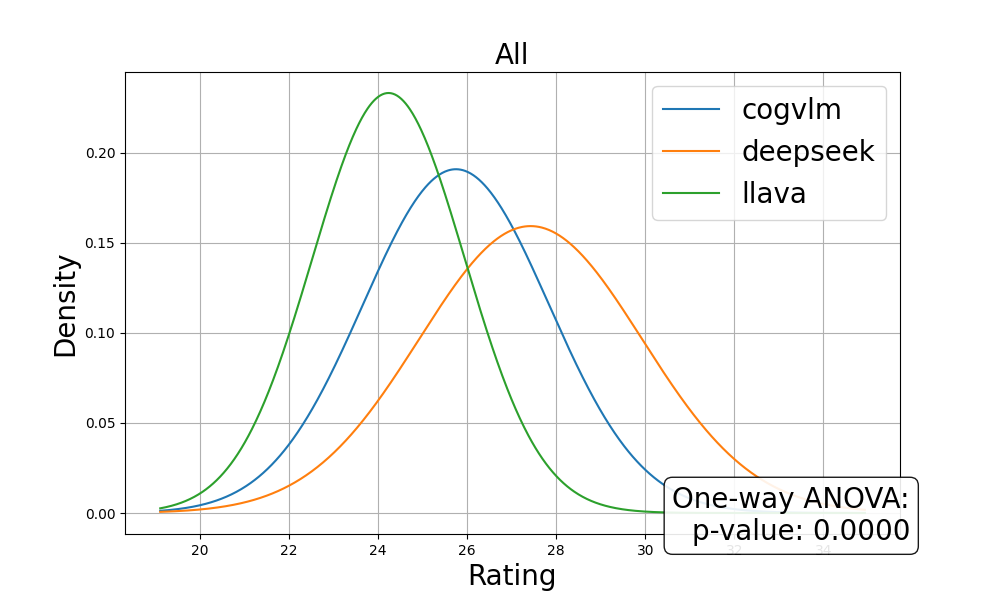 All
cogvlm
deepseek
llava
Density
0.20
0.15
0.10
0.05
0.00
One-way ANOVA:
p-value: 0.0000
20 22 24 26 28 30 32 34
Rating